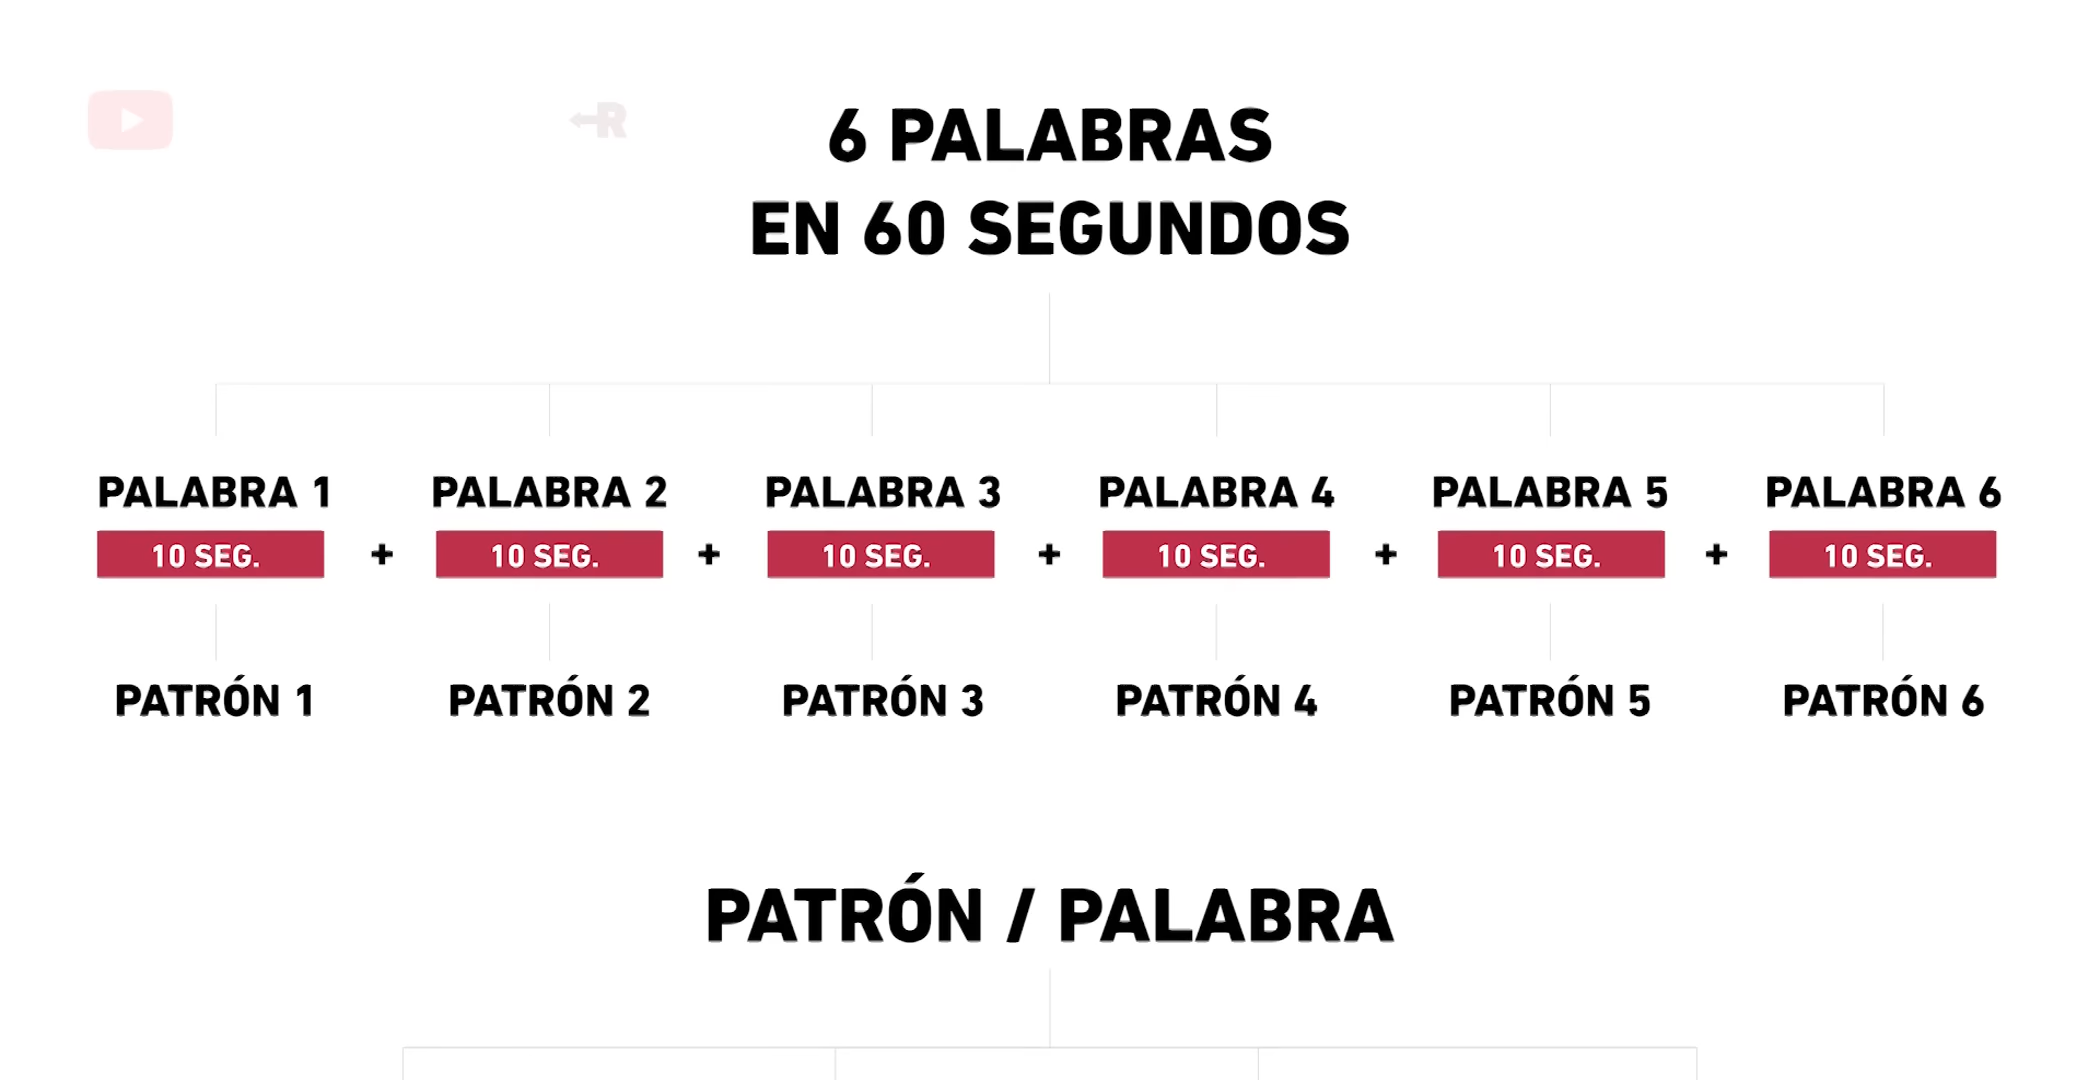 6 PALABRAS
EN 60 SEGUNDOS
PALABRA 1 PALABRA 2 PALABRA 3 PALABRA 4 PALABRA 5 PALABRA 6
10 SEG. + 10 SEG. + 10 SEG. + 10 SEG. + 10 SEG. + 10 SEG.
PATRÓN 1 PATRÓN 2 PATRÓN 3 PATRÓN 4 PATRÓN 5 PATRÓN 6
PATRÓN / PALABRA